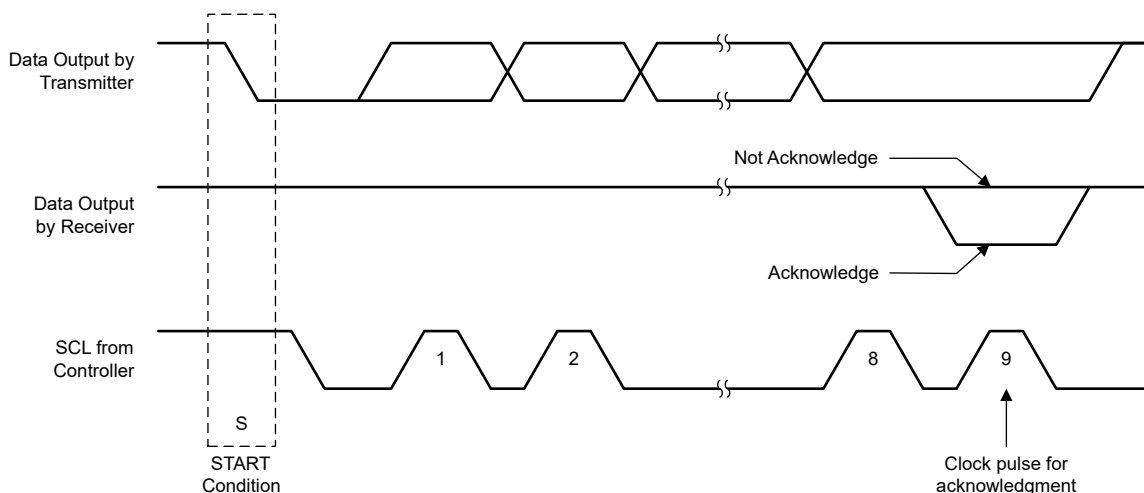 Data Output by
Transmitter
Not Acknowledge
Data Output
by Receiver
Acknowledge
SCL from
Controller
1
2
8
9
S
START
Condition
Clock pulse for
acknowledgment